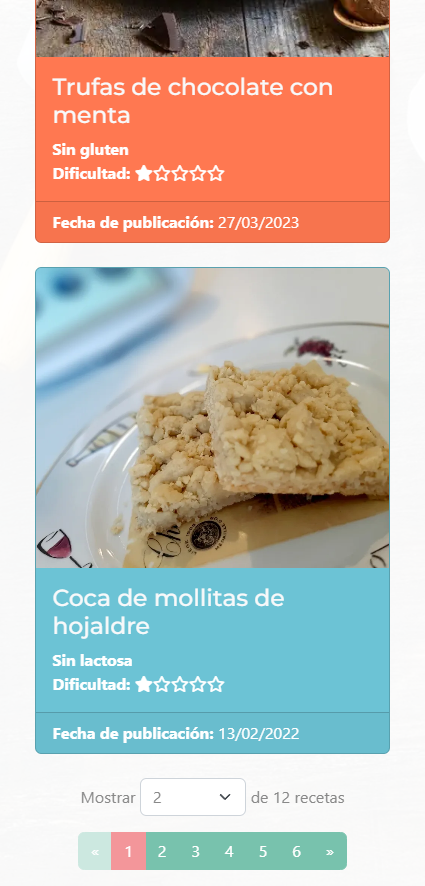 Trufas de chocolate con
menta
Sin gluten
Dificultad:
Fecha de publicación: 27/03/2023
Coca de mollitas de
hojaldre
Sin lactosa
Dificultad:
Fecha de publicación: 13/02/2022
Mostrar 2 de 12 recetas
« 1 2 3 4 5 6 »